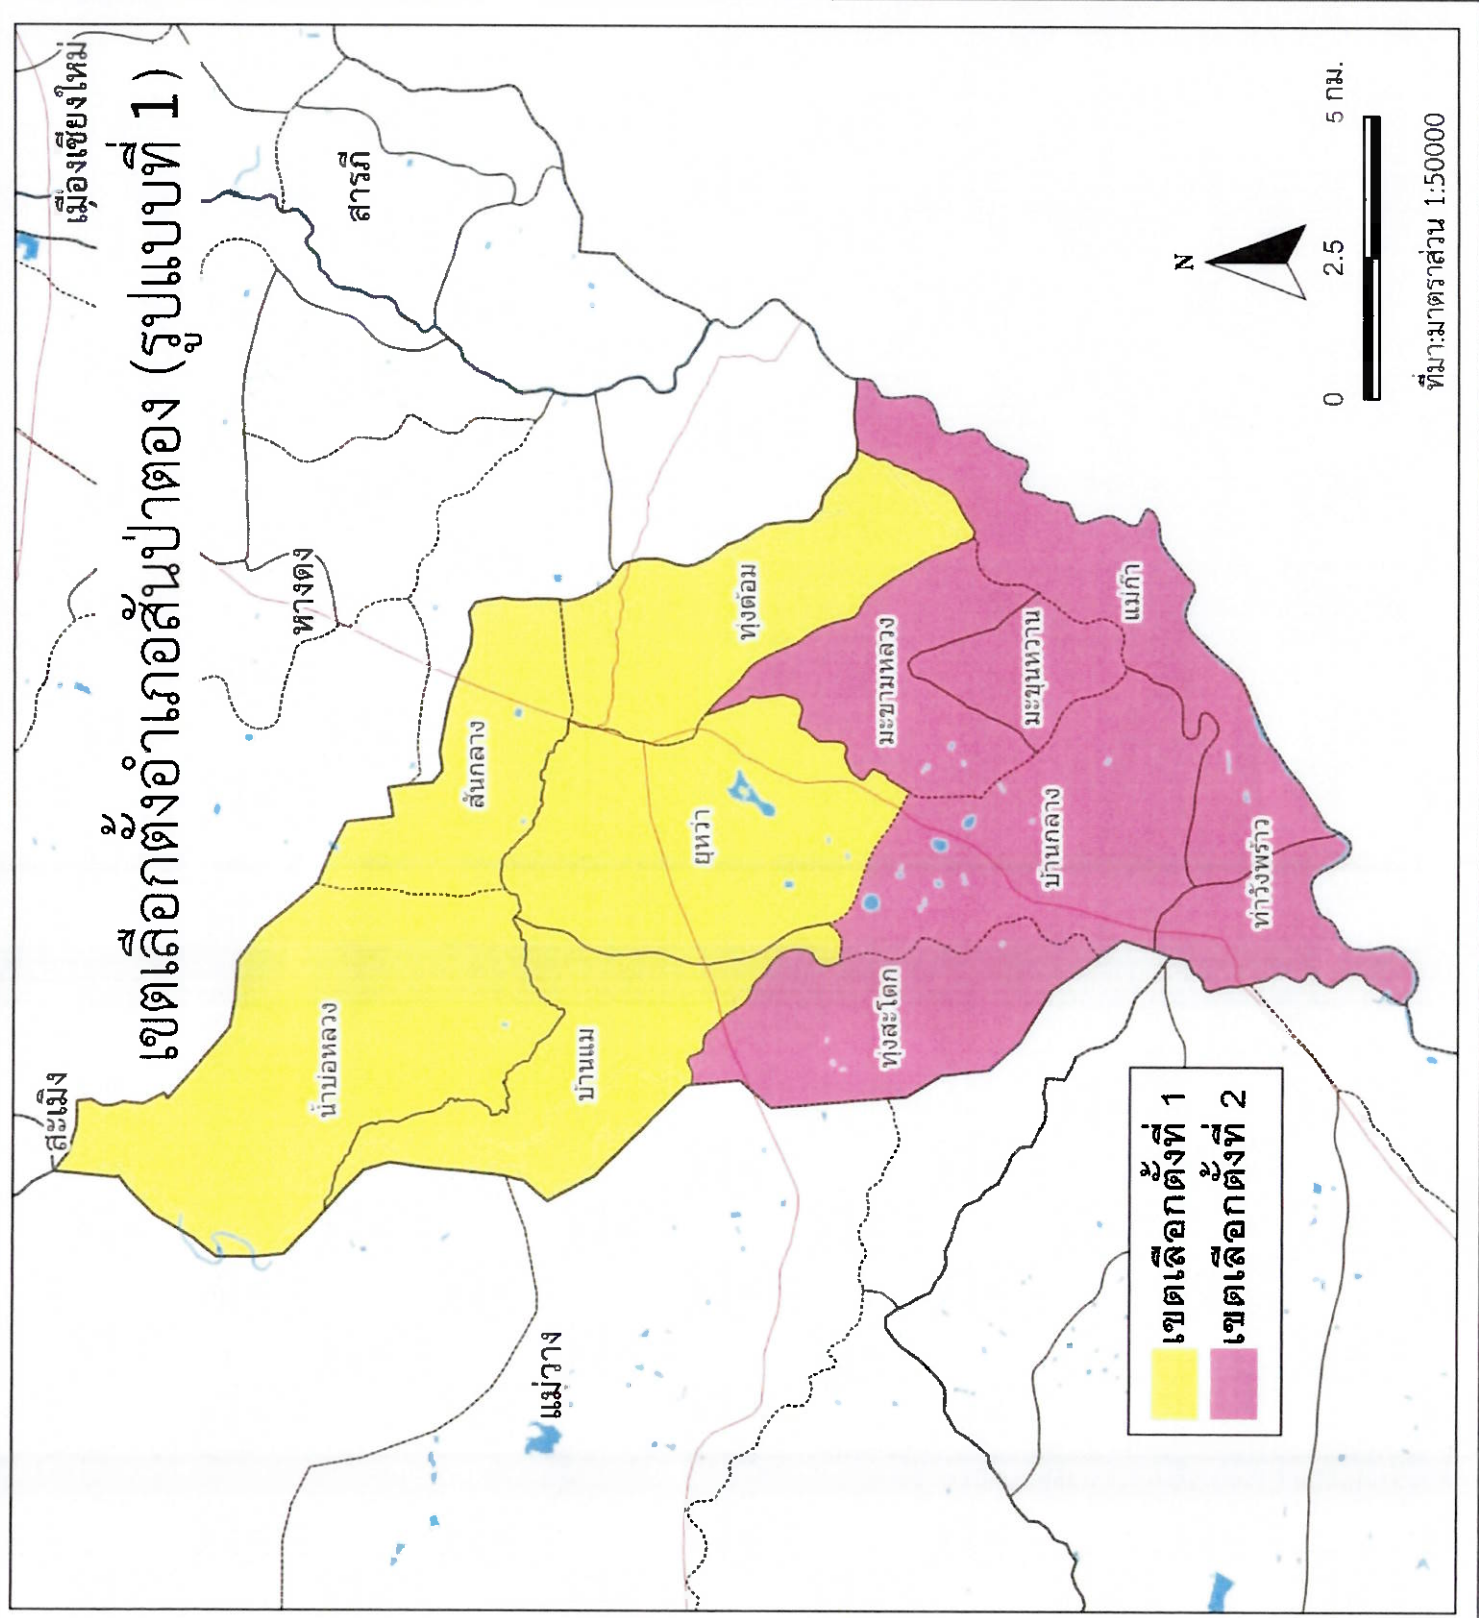 เขตเลือกตั้งอำเภอสันป่าตอง (รูปแบบที่ 1)
เมืองเชียงใหม่
สะเมิง
สารภี
หางดง
น้ำบ่อหลวง
สันกลาง
บ้านแม
ยุหว่า
ทุ่งต้อม
แม่วาง
ทุ่งสะโตก
มะขามหลวง
มะขุนหวาน
บ้านกลาง
แม่ก๊า
ท่าวังพร้าว
N
0 2.5 5 กม.
ที่มา:มาตราส่วน 1:50000
เขตเลือกตั้งที่ 1
เขตเลือกตั้งที่ 2